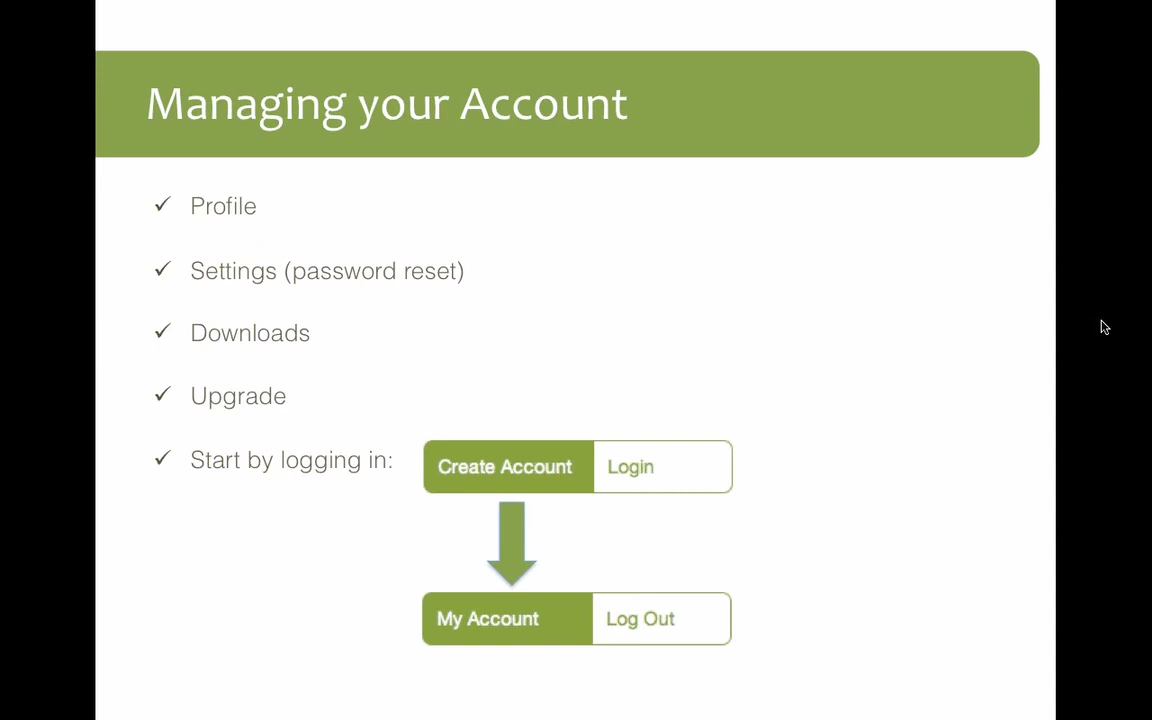 Managing your Account
✓ Profile
✓ Settings (password reset)
✓ Downloads
✓ Upgrade
✓ Start by logging in:
Create Account Login
My Account Log Out